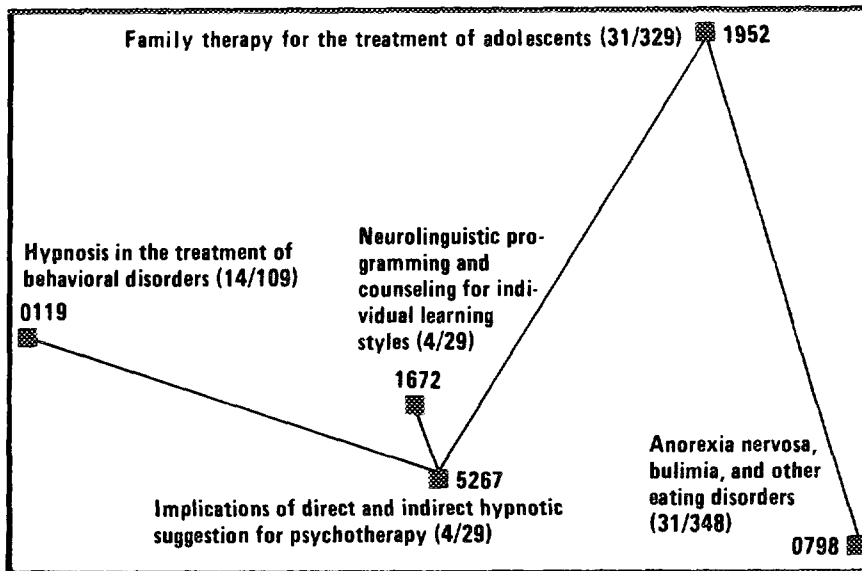 Family therapy for the treatment of adolescents (31/329)
1952
Hypnosis in the treatment of
behavioral disorders (14/109)
0119
Neurolinguistic pro-
gramming and
counseling for indi-
vidual learning
styles (4/29)
1672
5267
Implications of direct and indirect hypnotic
suggestion for psychotherapy (4/29)
Anorexia nervosa,
bulimia, and other
eating disorders
(31/348)
0798